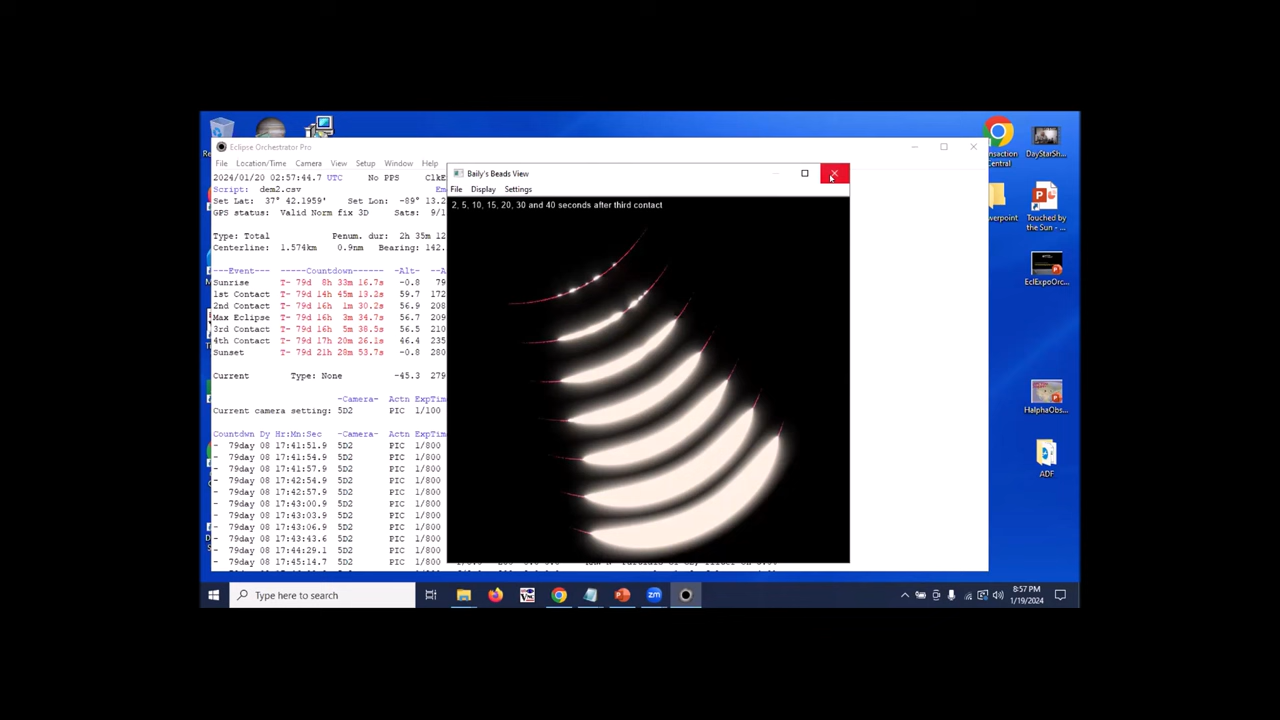 Eclipse Orchestrator Pro
File Location/Time Camera View Setup Window Help
2024/01/20 02:57:44.7 UTC No PPS
Script: dem2.csv
Set Lat: 37° 42.1959' Set Lon: -89° 13.2
GPS status: Valid Norm fix 3D Sats: 9/1
Type: Total Penum. dur: 2h 35m 12
Centerline: 1.574km 0.9nm Bearing: 142.
---Event--- -----Countdown------ -Alt-
Sunrise T- 79d 8h 33m 16.7s -0.8 79
1st Contact T- 79d 14h 45m 13.2s 59.7 172
2nd Contact T- 79d 16h 1m 30.2s 56.9 208
Max Eclipse T- 79d 16h 3m 34.7s 56.7 209
3rd Contact T- 79d 16h 5m 38.5s 56.5 210
4th Contact T- 79d 17h 20m 26.1s 46.4 235
Sunset T- 79d 21h 28m 53.7s -0.8 280
Current Type: None -45.3 279
-Camera- Actn ExpTim
Current camera setting: 5D2 PIC 1/100
Countdwn Dy Hr:Mn:Sec -Camera- Actn ExpTim
- 79day 08 17:41:51.9 5D2 PIC 1/800
- 79day 08 17:41:54.9 5D2 PIC 1/800
- 79day 08 17:41:57.9 5D2 PIC 1/800
- 79day 08 17:42:54.9 5D2 PIC 1/800
- 79day 08 17:42:57.9 5D2 PIC 1/800
- 79day 08 17:43:00.9 5D2 PIC 1/800
- 79day 08 17:43:03.9 5D2 PIC 1/800
- 79day 08 17:43:06.9 5D2 PIC 1/800
- 79day 08 17:43:43.6 5D2 PIC 1/800
- 79day 08 17:44:29.1 5D2 PIC 1/800
- 79day 08 17:45:14.7 5D2 PIC 1/800
Baily's Beads View
File Display Settings
2, 5, 10, 15, 20, 30 and 40 seconds after third contact
DayStarSh...
Touched by
the Sun - ...
EclExpoOrc...
HalphaObs...
ADF
Type here to search
8:57 PM
1/19/2024